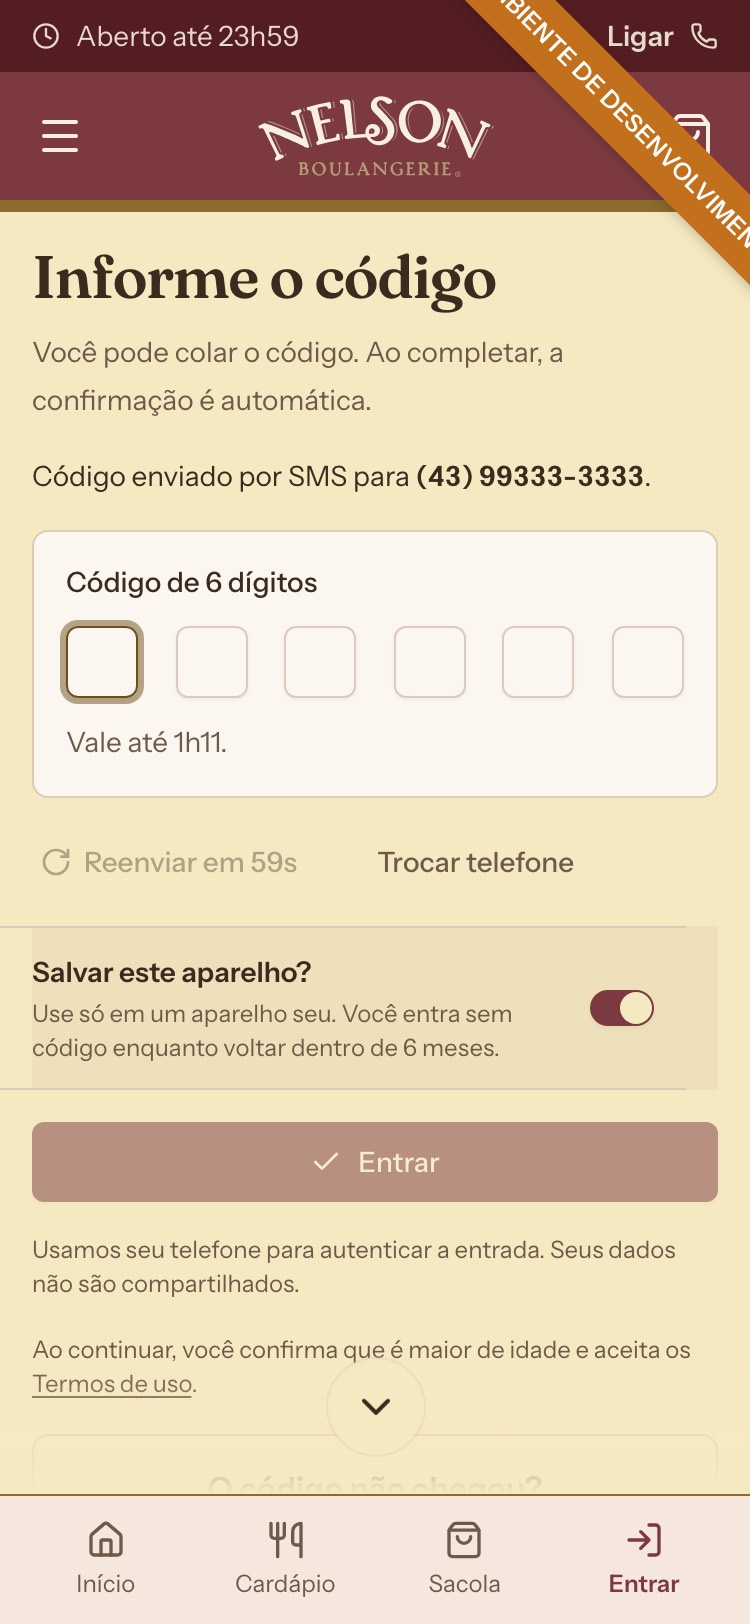 Aberto até 23h59
Ligar
NELSON
BOULANGERIE
Informe o código
Você pode colar o código. Ao completar, a
confirmação é automática.
Código enviado por SMS para (43) 99333-3333.
Código de 6 dígitos
Vale até 1h11.
Reenviar em 59s
Trocar telefone
Salvar este aparelho?
Use só em um aparelho seu. Você entra sem
código enquanto voltar dentro de 6 meses.
Entrar
Usamos seu telefone para autenticar a entrada. Seus dados
não são compartilhados.
Ao continuar, você confirma que é maior de idade e aceita os
Termos de uso.
O código não chegou?
Início
Cardápio
Sacola
Entrar
DE